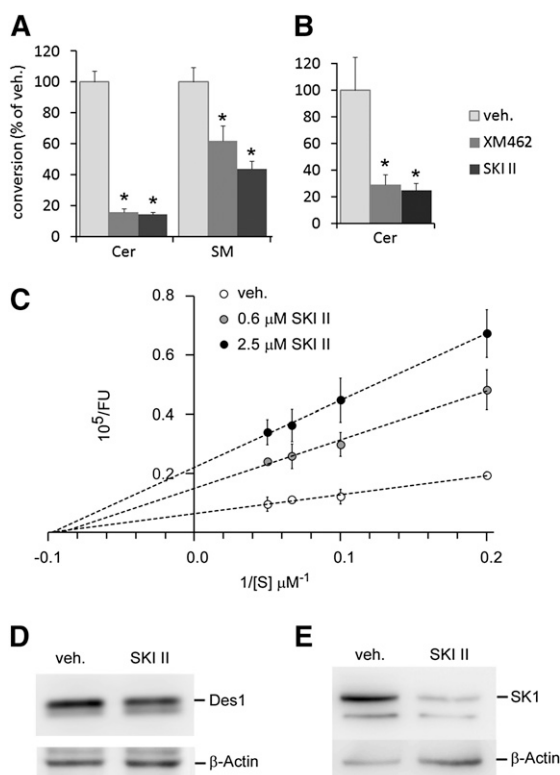 A
B
conversion (% of veh.)
120
100
80
60
40
20
0
*
*
*
*
Cer
SM
120
100
80
60
40
20
0
*
*
Cer
veh.
XM462
SKI II
C
veh.
0.6 μM SKI II
2.5 μM SKI II
10⁵/FU
0.8
0.6
0.4
0.2
-0.1
0.0
0.1
0.2
1/[S] μM⁻¹
D
veh. SKI II
Des1
β-Actin
E
veh. SKI II
SK1
β-Actin